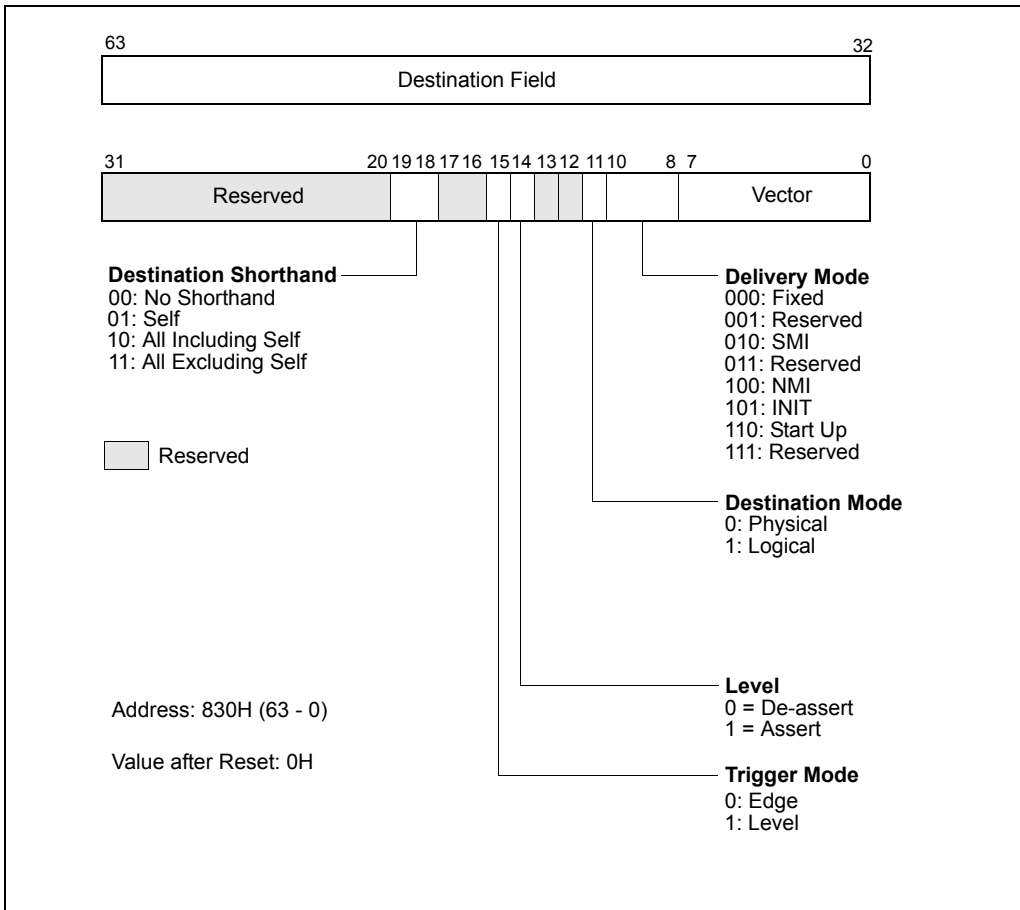 63 32
Destination Field
31 20 19 18 17 16 15 14 13 12 11 10 8 7 0
Reserved Vector
Destination Shorthand
00: No Shorthand
01: Self
10: All Including Self
11: All Excluding Self
Reserved
Delivery Mode
000: Fixed
001: Reserved
010: SMI
011: Reserved
100: NMI
101: INIT
110: Start Up
111: Reserved
Destination Mode
0: Physical
1: Logical
Address: 830H (63 - 0)
Value after Reset: 0H
Level
0 = De-assert
1 = Assert
Trigger Mode
0: Edge
1: Level